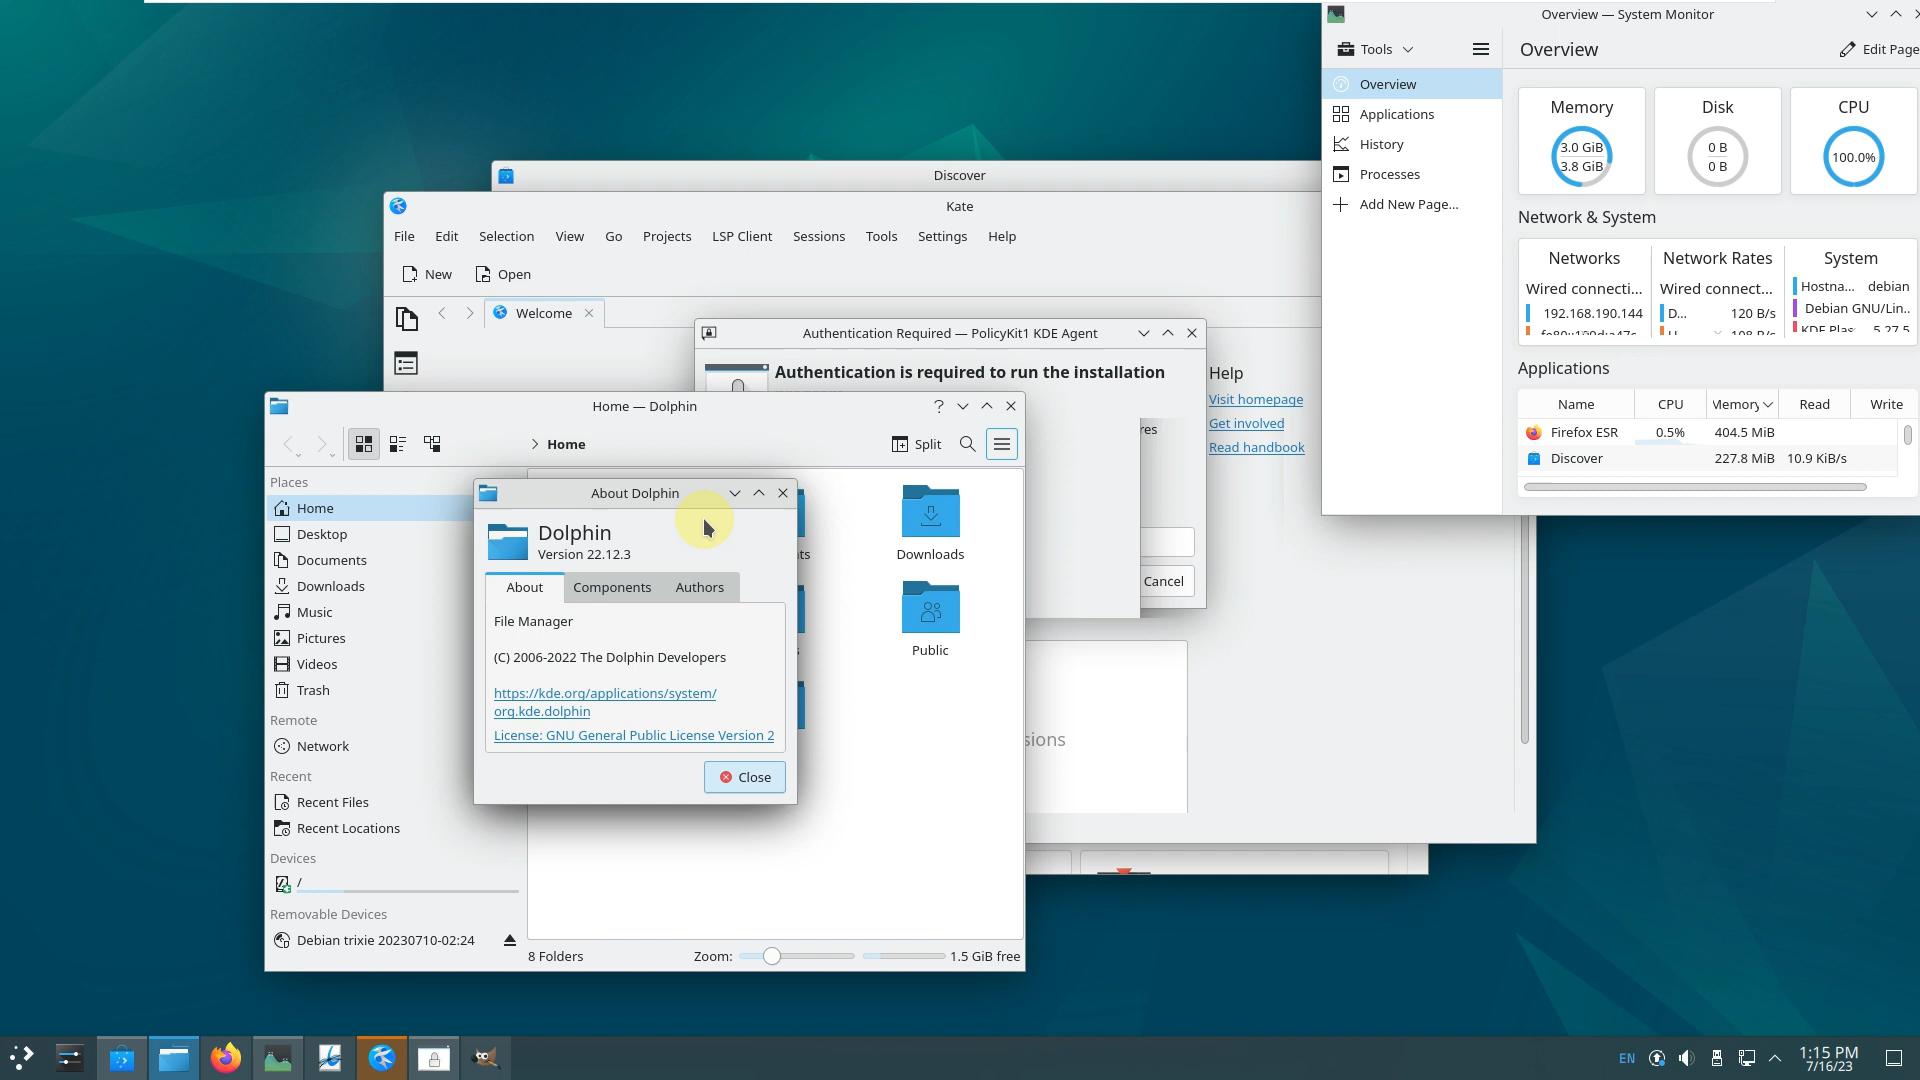 Overview — System Monitor
Tools
Overview
Edit Page
Overview
Applications
History
Processes
Add New Page...
Memory
3.0 GiB
3.8 GiB
Disk
0 B
0 B
CPU
100.0%
Network & System
Networks
Wired connecti...
192.168.190.144
Network Rates
Wired connect...
D... 120 B/s
System
Hostna... debian
Debian GNU/Lin..
KDE Plas 5.27.5
Applications
Name CPU Memory Read Write
Firefox ESR 0.5% 404.5 MiB
Discover 227.8 MiB 10.9 KiB/s
Discover
Kate
File Edit Selection View Go Projects LSP Client Sessions Tools Settings Help
New Open
Welcome
Help
Visit homepage
Get involved
Read handbook
sions
Authentication Required — PolicyKit1 KDE Agent
Authentication is required to run the installation
res
Cancel
Home — Dolphin
Home
Split
Places
Home
Desktop
Documents
Downloads
Music
Pictures
Videos
Trash
Remote
Network
Recent
Recent Files
Recent Locations
Devices
/
Removable Devices
Debian trixie 20230710-02:24
ts
Downloads
s
Public
8 Folders
Zoom:
1.5 GiB free
About Dolphin
Dolphin
Version 22.12.3
About Components Authors
File Manager
(C) 2006-2022 The Dolphin Developers
https://kde.org/applications/system/
org.kde.dolphin
License: GNU General Public License Version 2
Close
EN
1:15 PM
7/16/23